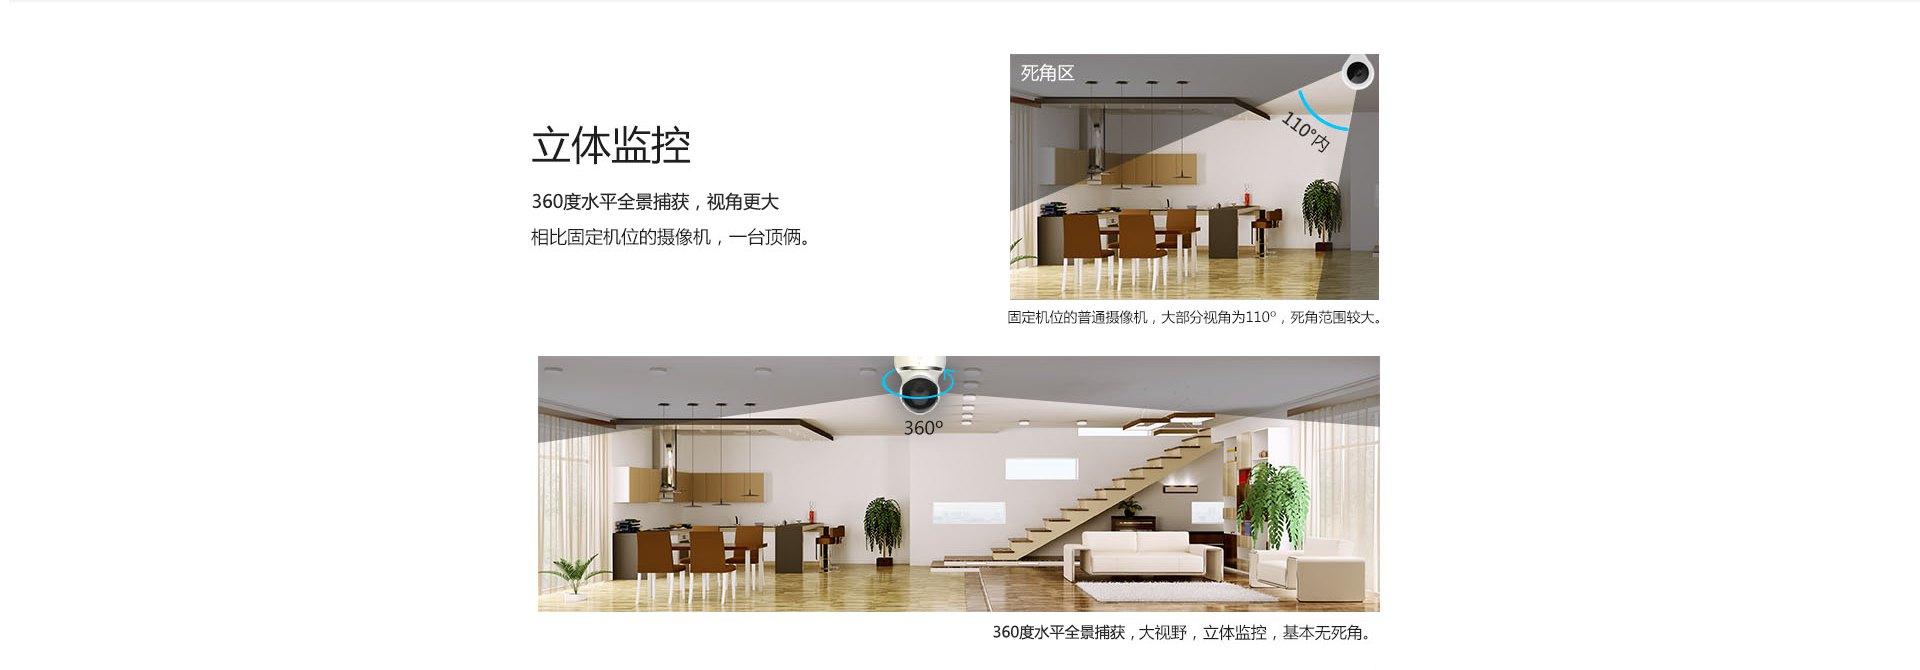 立体监控
360度水平全景捕获，视角更大
相比固定机位的摄像机，一台顶俩。
死角区
110°内
固定机位的普通摄像机，大部分视角为110º，死角范围较大。
360º
360度水平全景捕获，大视野，立体监控，基本无死角。